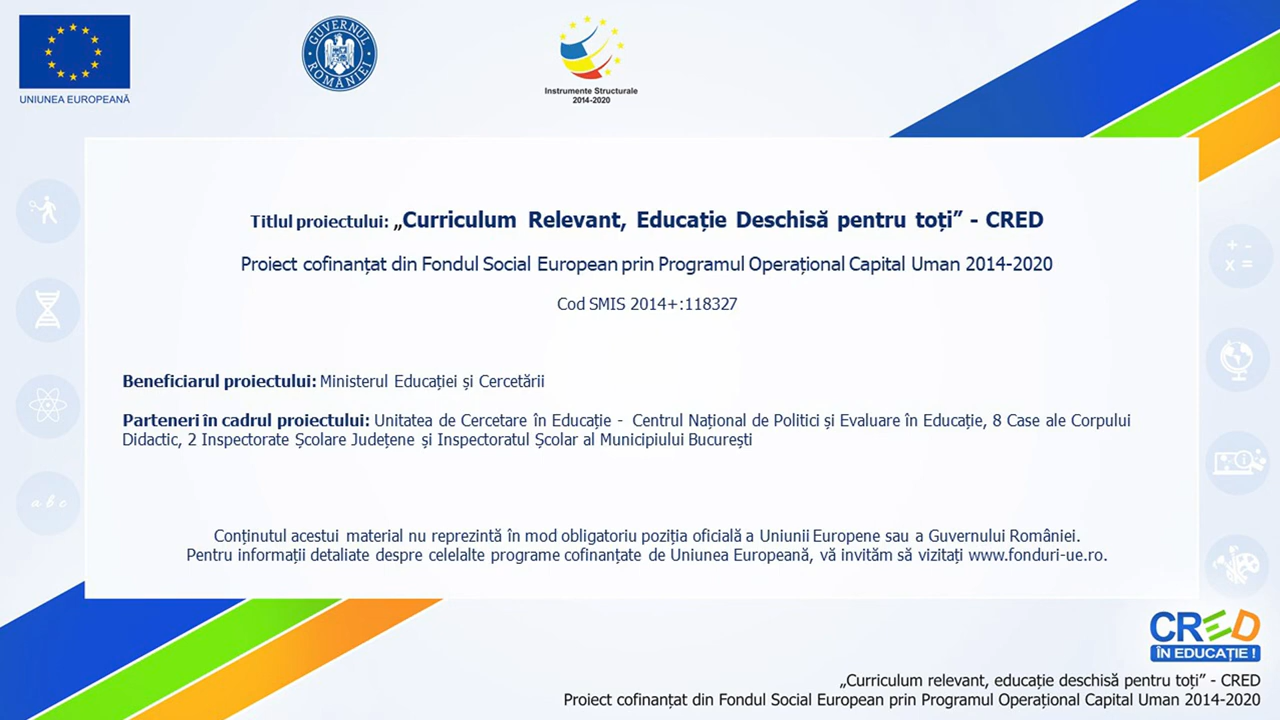 UNIUNEA EUROPEANĂ
GUVERNUL ROMÂNIEI
Instrumente Structurale
2014-2020
Titlul proiectului: „Curriculum Relevant, Educație Deschisă pentru toți” - CRED
Proiect cofinanțat din Fondul Social European prin Programul Operațional Capital Uman 2014-2020
Cod SMIS 2014+:118327
Beneficiarul proiectului: Ministerul Educației și Cercetării
Parteneri în cadrul proiectului: Unitatea de Cercetare în Educație - Centrul Național de Politici și Evaluare în Educație, 8 Case ale Corpului
Didactic, 2 Inspectorate Școlare Județene și Inspectoratul Școlar al Municipiului București
a b c
+ -
x =
Conținutul acestui material nu reprezintă în mod obligatoriu poziția oficială a Uniunii Europene sau a Guvernului României.
Pentru informații detaliate despre celelalte programe cofinanțate de Uniunea Europeană, vă invităm să vizitați www.fonduri-ue.ro.
CRED
ÎN EDUCAȚIE !
„Curriculum relevant, educație deschisă pentru toți” - CRED
Proiect cofinanțat din Fondul Social European prin Programul Operațional Capital Uman 2014-2020